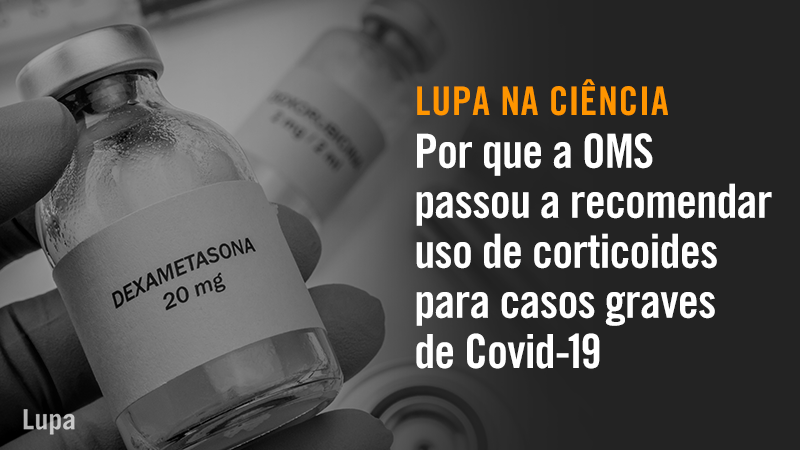 LUPA NA CIÊNCIA
Por que a OMS
passou a recomendar
uso de corticoides
para casos graves
de Covid-19
DEXAMETASONA
20 mg
Lupa